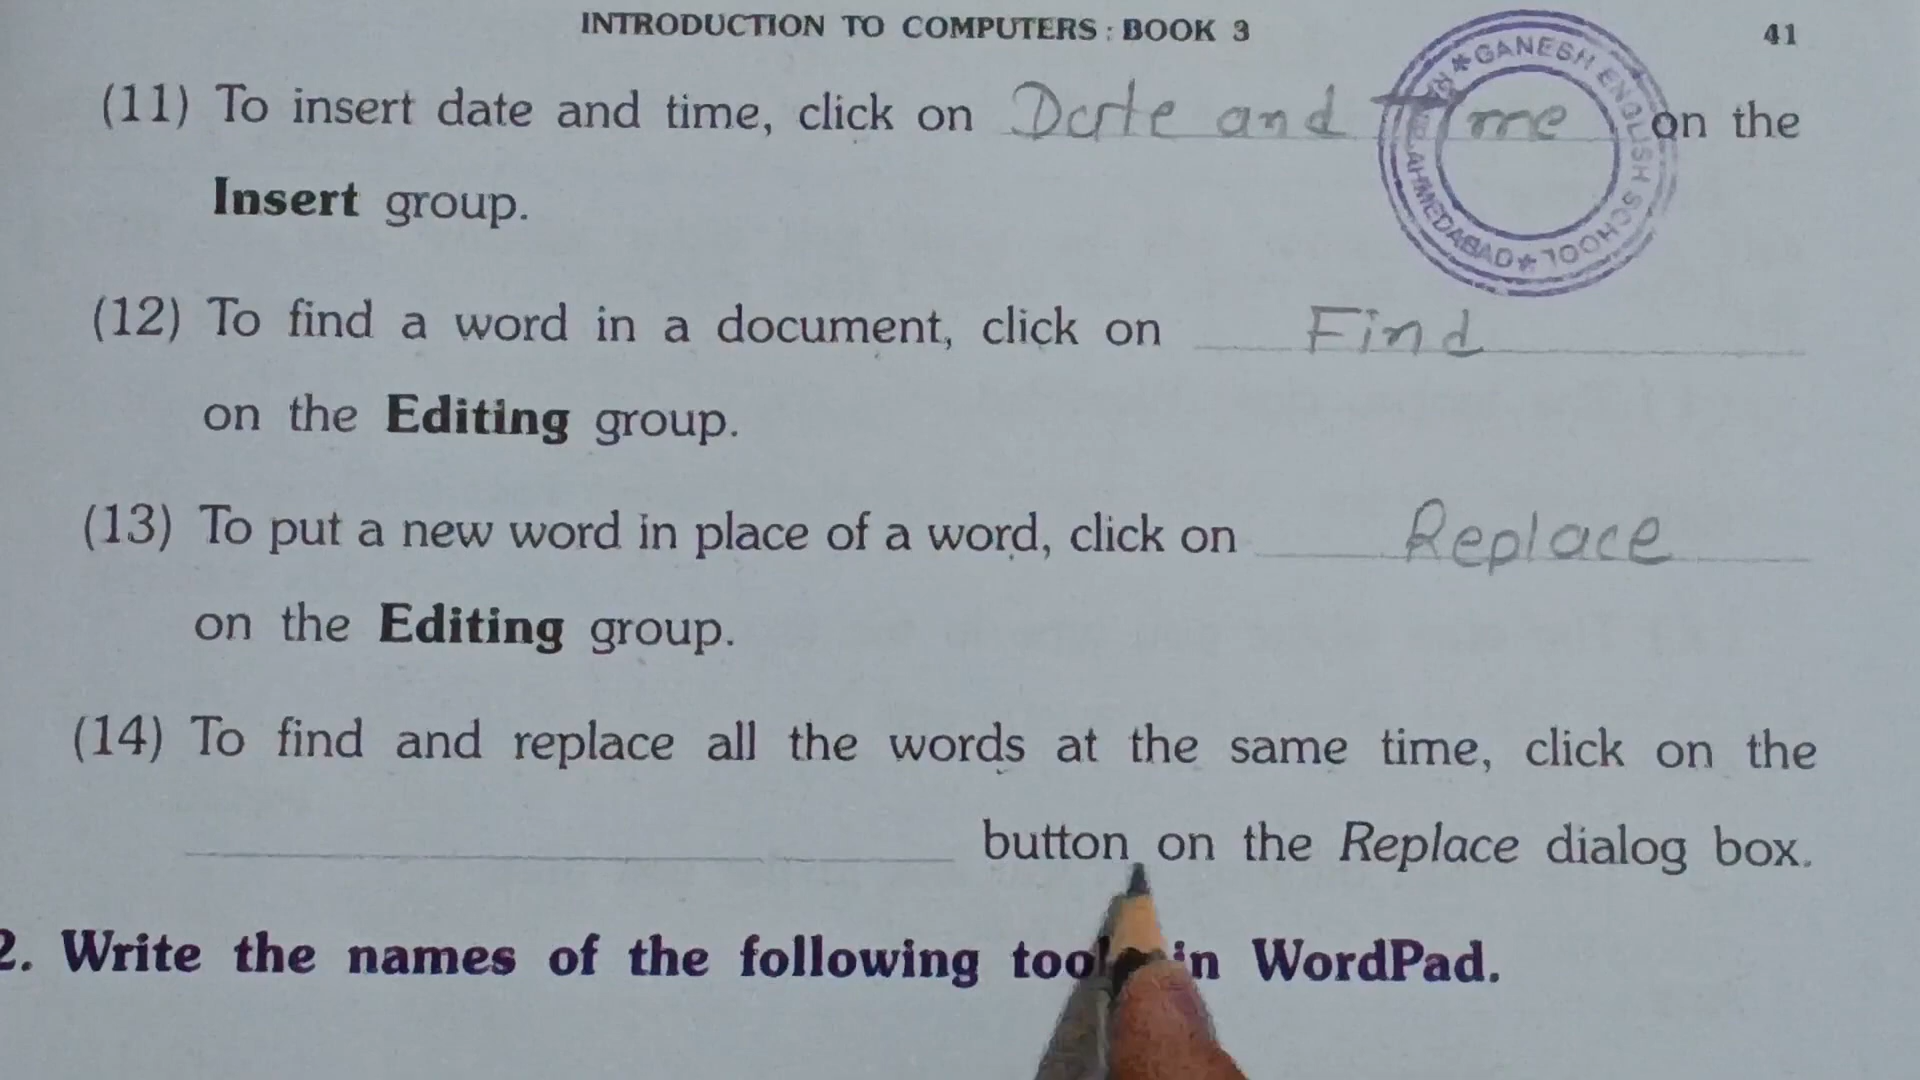 INTRODUCTION TO COMPUTERS : BOOK 3 41
(11) To insert date and time, click on Date and Time on the
Insert group.
GANESH ENGLISH SCHOOL
AHMEDABAD
(12) To find a word in a document, click on Find
on the Editing group.
(13) To put a new word in place of a word, click on Replace
on the Editing group.
(14) To find and replace all the words at the same time, click on the
button on the Replace dialog box.
2. Write the names of the following in WordPad.